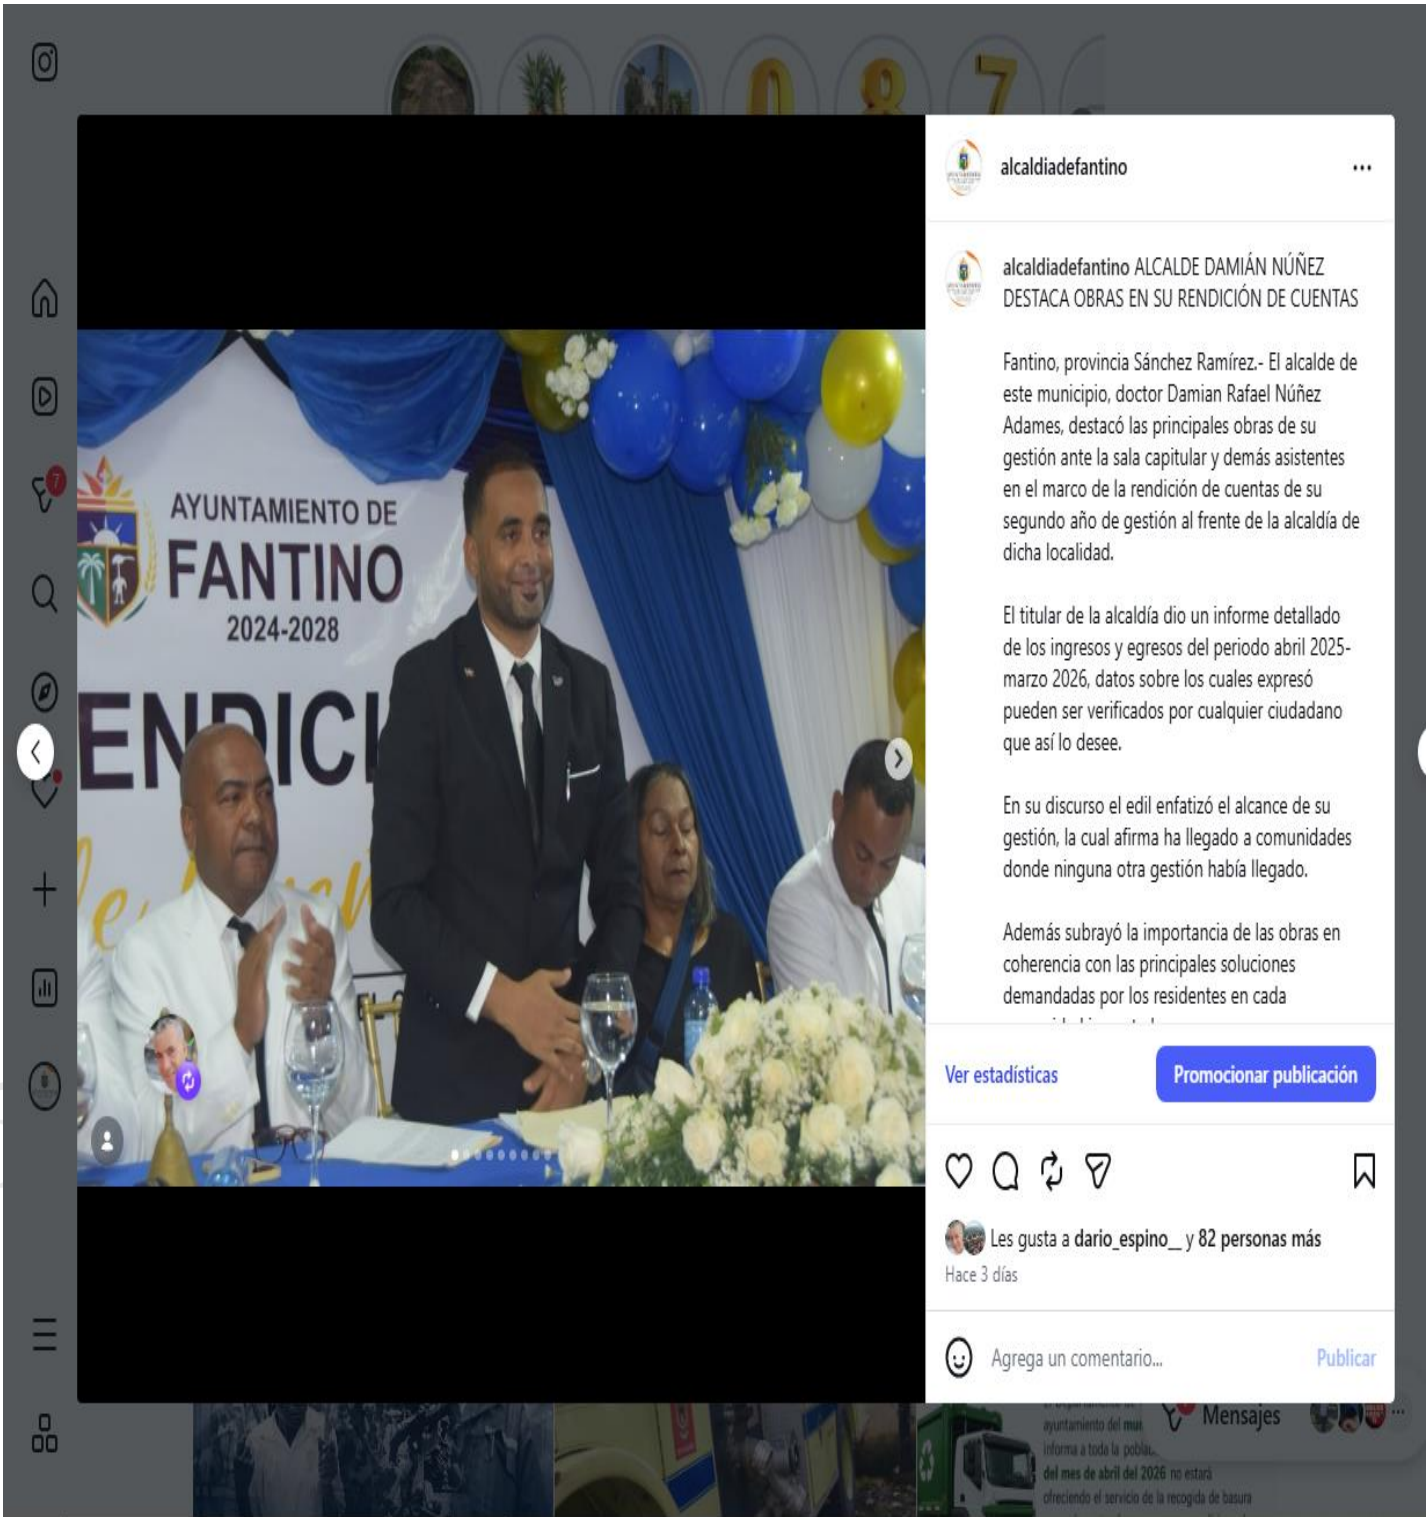 0 8 7
alcaldiadefantino
alcaldiadefantino ALCALDE DAMIÁN NÚÑEZ
DESTACA OBRAS EN SU RENDICIÓN DE CUENTAS
Fantino, provincia Sánchez Ramírez.- El alcalde de
este municipio, doctor Damian Rafael Núñez
Adames, destacó las principales obras de su
gestión ante la sala capitular y demás asistentes
en el marco de la rendición de cuentas de su
segundo año de gestión al frente de la alcaldía de
dicha localidad.
El titular de la alcaldía dio un informe detallado
de los ingresos y egresos del periodo abril 2025-
marzo 2026, datos sobre los cuales expresó
pueden ser verificados por cualquier ciudadano
que así lo desee.
En su discurso el edil enfatizó el alcance de su
gestión, la cual afirma ha llegado a comunidades
donde ninguna otra gestión había llegado.
Además subrayó la importancia de las obras en
coherencia con las principales soluciones
demandadas por los residentes en cada
7
AYUNTAMIENTO DE
FANTINO
2024-2028
ENDICI
de
Ver estadísticas
Promocionar publicación
Les gusta a dario_espino__ y 82 personas más
Hace 3 días
Agrega un comentario...
Publicar
Mensajes
ayuntamiento del
informa a toda la
del mes de abril del 2026 no estará
ofreciendo el servicio de la recogida de basura